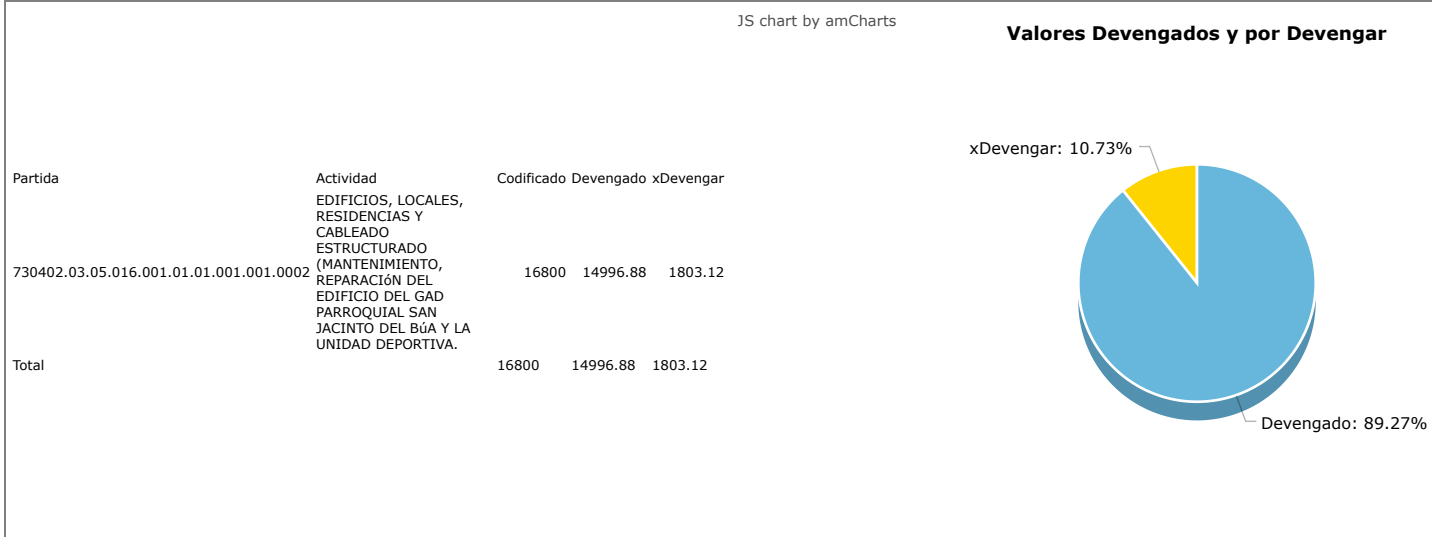 JS chart by amCharts
Valores Devengados y por Devengar
xDevengar: 10.73%
Devengado: 89.27%
Partida Actividad Codificado Devengado xDevengar
730402.03.05.016.001.01.01.001.001.0002
EDIFICIOS, LOCALES,
RESIDENCIAS Y
CABLEADO
ESTRUCTURADO
(MANTENIMIENTO,
REPARACIóN DEL
EDIFICIO DEL GAD
PARROQUIAL SAN
JACINTO DEL BúA Y LA
UNIDAD DEPORTIVA.
16800 14996.88 1803.12
Total 16800 14996.88 1803.12